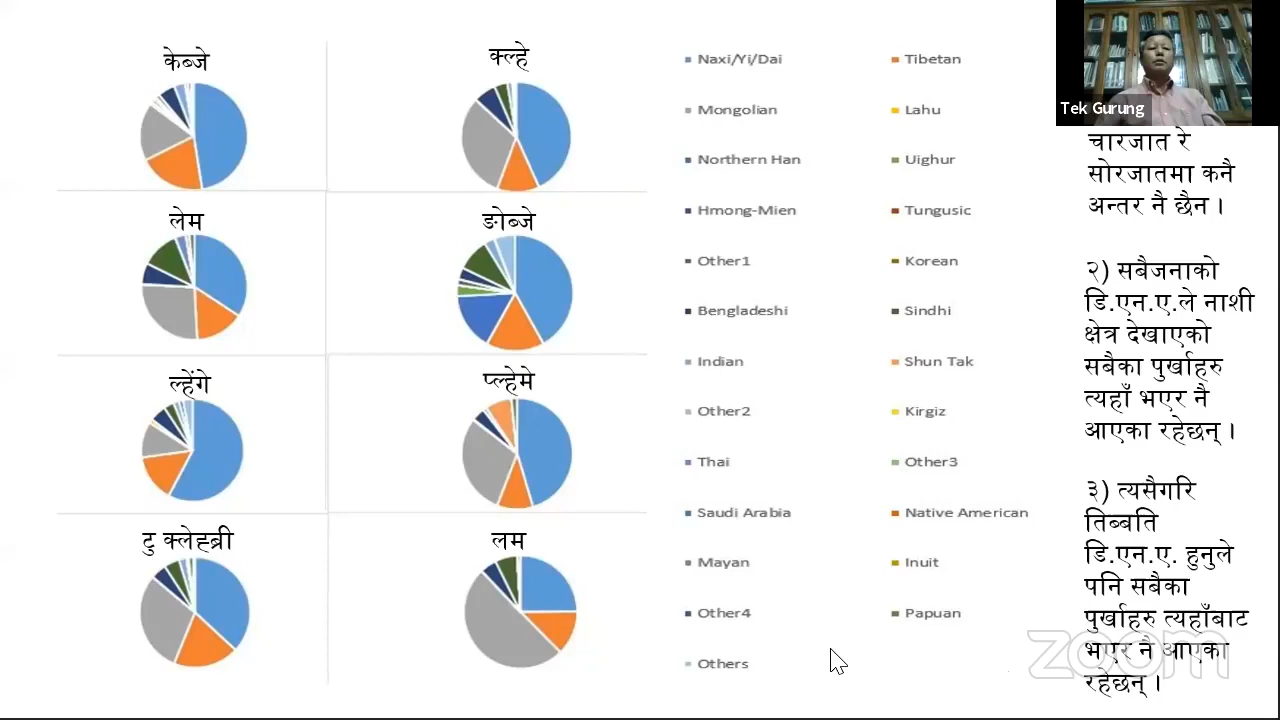 केब्जे
क्ल्हे
लेम
ङोब्जे
ल्हेंगे
प्ल्हेमे
टु क्लेह्ब्री
लम
Naxi/Yi/Dai
Tibetan
Mongolian
Lahu
Northern Han
Uighur
Hmong-Mien
Tungusic
Other1
Korean
Bengladeshi
Sindhi
Indian
Shun Tak
Other2
Kirgiz
Thai
Other3
Saudi Arabia
Native American
Mayan
Inuit
Other4
Papuan
Others
Tek Gurung
चारजात रे
सोरजातमा कनै
अन्तर नै छैन ।
२) सबैजनाको
डि.एन.ए.ले नाशी
क्षेत्र देखाएको
सबैका पुर्खाहरु
त्यहाँ भएर नै
आएका रहेछन् ।
३) त्यसैगरि
तिब्बति
डि.एन.ए. हुनुले
पनि सबैका
पुर्खाहरु त्यहाँबाट
भएर नै आएका
रहेछन् ।
zoom